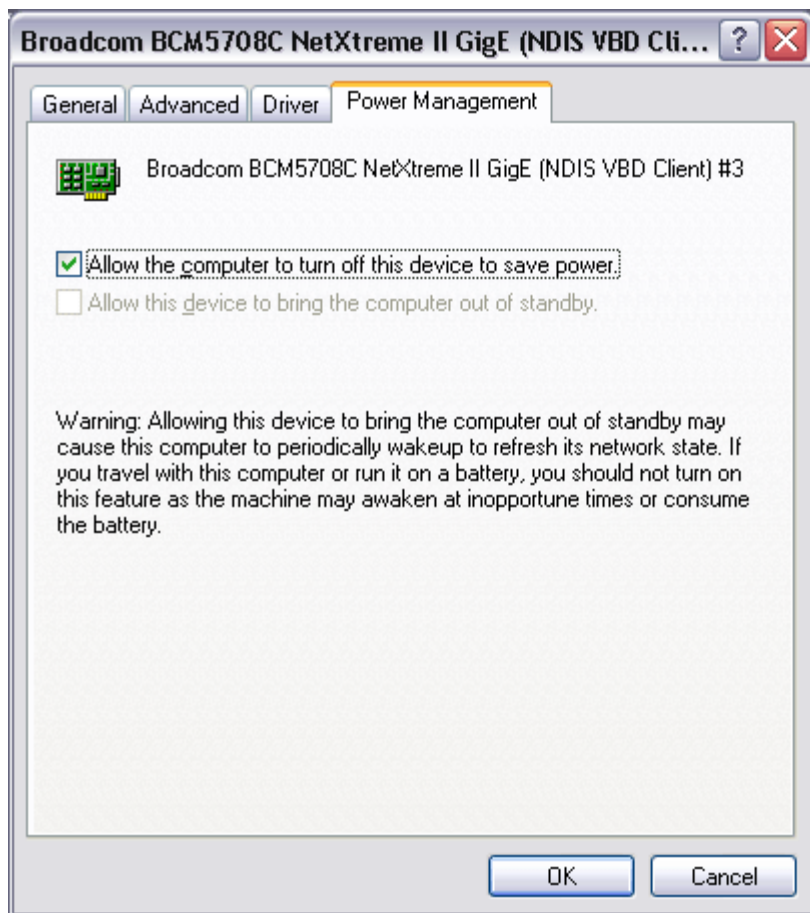 Broadcom BCM5708C NetXtreme II GigE (NDIS VBD Cli...
General Advanced Driver Power Management
Broadcom BCM5708C NetXtreme II GigE (NDIS VBD Client) #3
Allow the computer to turn off this device to save power.
Allow this device to bring the computer out of standby.
Warning: Allowing this device to bring the computer out of standby may
cause this computer to periodically wakeup to refresh its network state. If
you travel with this computer or run it on a battery, you should not turn on
this feature as the machine may awaken at inopportune times or consume
the battery.
OK Cancel